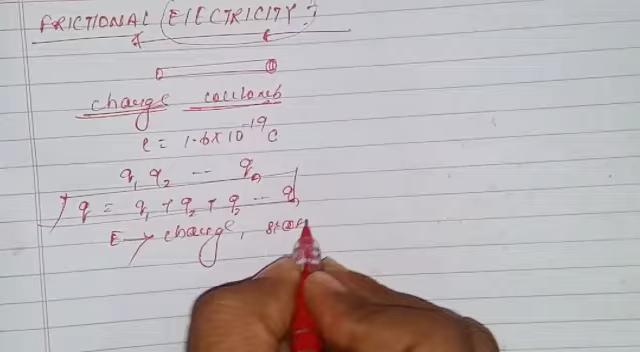 FRICTIONAL (ELECTRICITY:
charge coulomb
e = 1.6 x 10^-19 C
q1 q2 -- qn
q = q1 + q2 + q3 -- qn
E → charge,